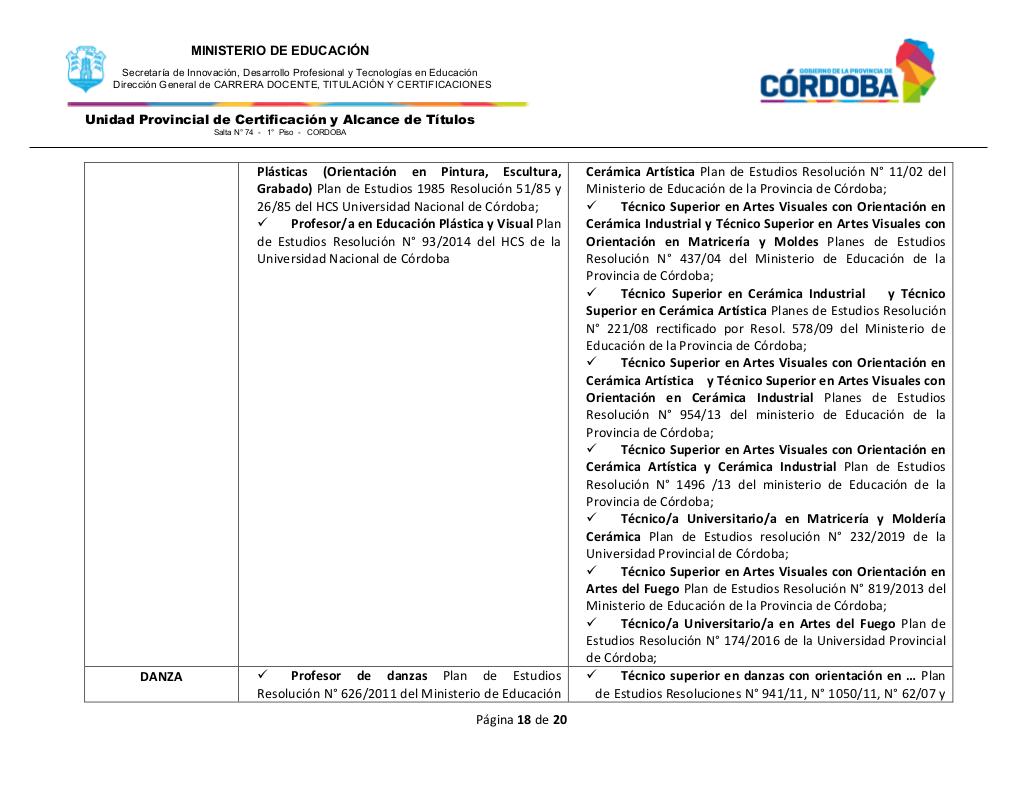 MINISTERIO DE EDUCACIÓN
Secretaría de Innovación, Desarrollo Profesional y Tecnologías en Educación
Dirección General de CARRERA DOCENTE, TITULACIÓN Y CERTIFICACIONES
GOBIERNO DE LA PROVINCIA DE
CÓRDOBA
Unidad Provincial de Certificación y Alcance de Títulos
Salta N° 74 - 1° Piso - CORDOBA
Plásticas (Orientación en Pintura, Escultura,
Grabado) Plan de Estudios 1985 Resolución 51/85 y
26/85 del HCS Universidad Nacional de Córdoba;
✓ Profesor/a en Educación Plástica y Visual Plan
de Estudios Resolución N° 93/2014 del HCS de la
Universidad Nacional de Córdoba
Cerámica Artística Plan de Estudios Resolución N° 11/02 del
Ministerio de Educación de la Provincia de Córdoba;
✓ Técnico Superior en Artes Visuales con Orientación en
Cerámica Industrial y Técnico Superior en Artes Visuales con
Orientación en Matricería y Moldes Planes de Estudios
Resolución N° 437/04 del Ministerio de Educación de la
Provincia de Córdoba;
✓ Técnico Superior en Cerámica Industrial y Técnico
Superior en Cerámica Artística Planes de Estudios Resolución
N° 221/08 rectificado por Resol. 578/09 del Ministerio de
Educación de la Provincia de Córdoba;
✓ Técnico Superior en Artes Visuales con Orientación en
Cerámica Artística y Técnico Superior en Artes Visuales con
Orientación en Cerámica Industrial Planes de Estudios
Resolución N° 954/13 del ministerio de Educación de la
Provincia de Córdoba;
✓ Técnico Superior en Artes Visuales con Orientación en
Cerámica Artística y Cerámica Industrial Plan de Estudios
Resolución N° 1496 /13 del ministerio de Educación de la
Provincia de Córdoba;
✓ Técnico/a Universitario/a en Matricería y Moldería
Cerámica Plan de Estudios resolución N° 232/2019 de la
Universidad Provincial de Córdoba;
✓ Técnico Superior en Artes Visuales con Orientación en
Artes del Fuego Plan de Estudios Resolución N° 819/2013 del
Ministerio de Educación de la Provincia de Córdoba;
✓ Técnico/a Universitario/a en Artes del Fuego Plan de
Estudios Resolución N° 174/2016 de la Universidad Provincial
de Córdoba;
DANZA
✓ Profesor de danzas Plan de Estudios
Resolución N° 626/2011 del Ministerio de Educación
✓ Técnico superior en danzas con orientación en … Plan
de Estudios Resoluciones N° 941/11, N° 1050/11, N° 62/07 y
Página 18 de 20